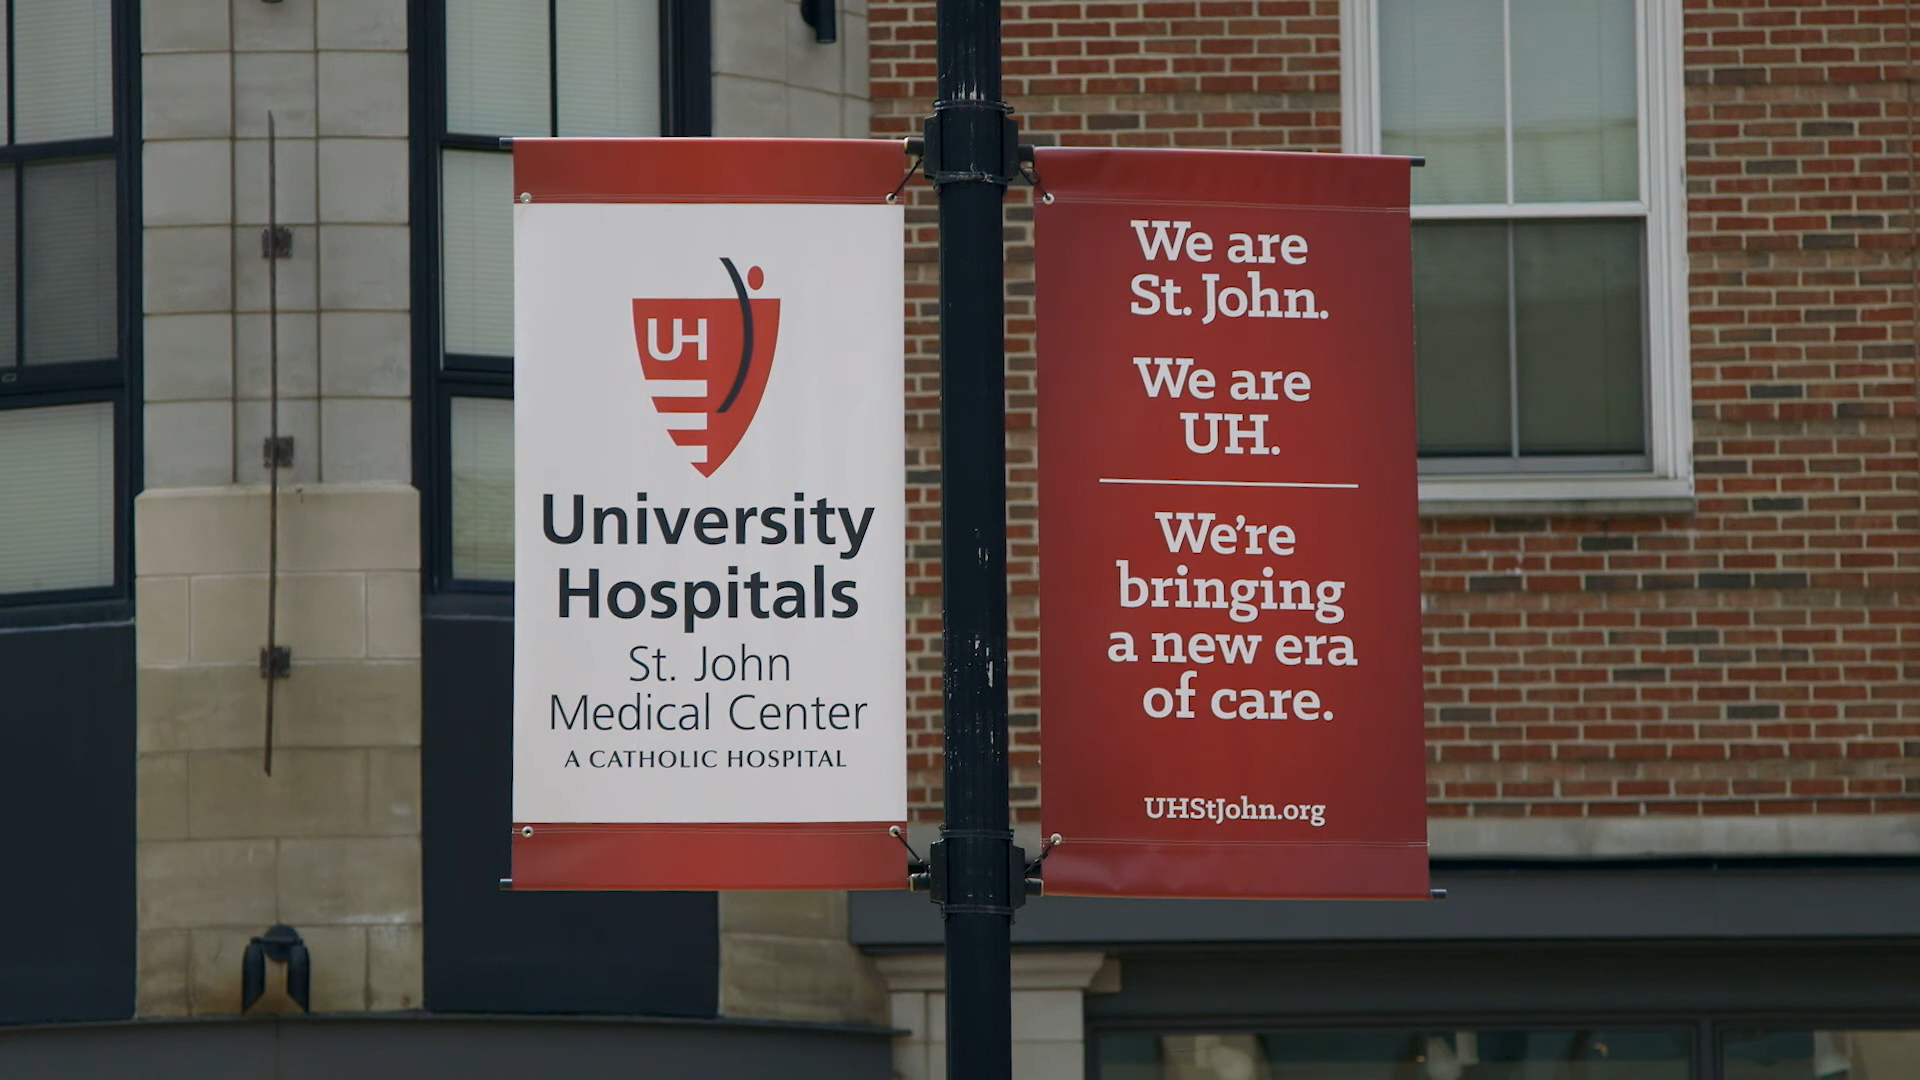 UH
University
Hospitals
St. John
Medical Center
A CATHOLIC HOSPITAL
We are
St. John.
We are
UH.
We're
bringing
a new era
of care.
UHStJohn.org